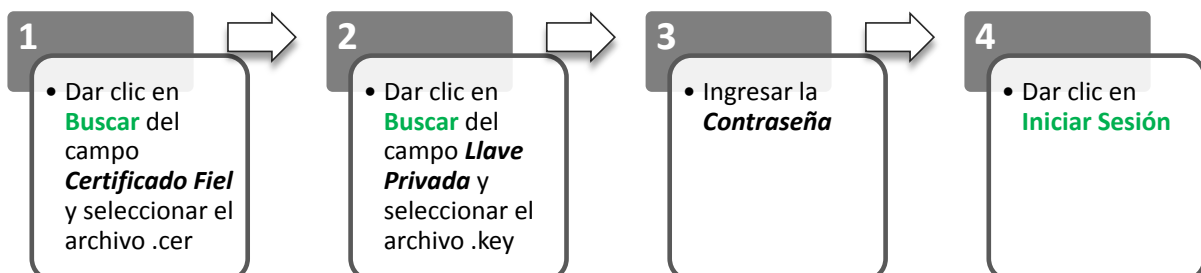 1
• Dar clic en
Buscar del
campo
Certificado Fiel
y seleccionar el
archivo .cer
2
• Dar clic en
Buscar del
campo Llave
Privada y
seleccionar el
archivo .key
3
• Ingresar la
Contraseña
4
• Dar clic en
Iniciar Sesión